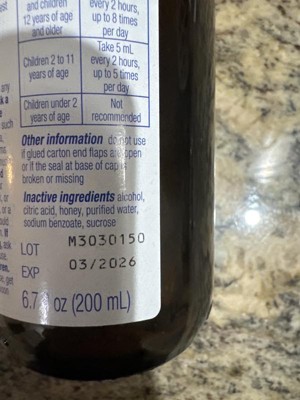 and children
12 years of age
and older
every 2 hours,
up to 8 times
per day
Children 2 to 11
years of age
Take 5 mL
every 2 hours,
up to 5 times
per day
Children under 2
years of age
Not
recommended
Other information do not use
if glued carton end flaps are open
or if the seal at base of cap is
broken or missing
Inactive ingredients alcohol,
citric acid, honey, purified water,
sodium benzoate, sucrose
LOT M3030150
EXP 03/2026
oz (200 mL)